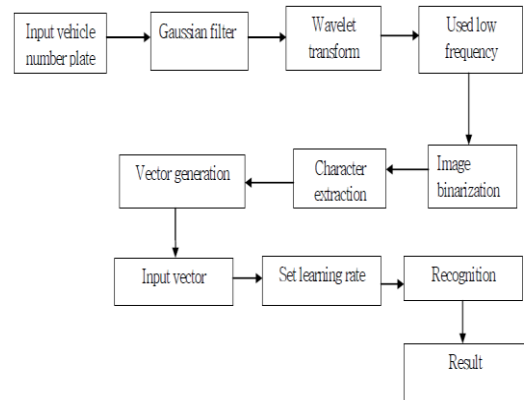 Input vehicle
number plate
Gaussian filter
Wavelet
transform
Used low
frequency
Image
binarization
Character
extraction
Vector generation
Input vector
Set learning rate
Recognition
Result